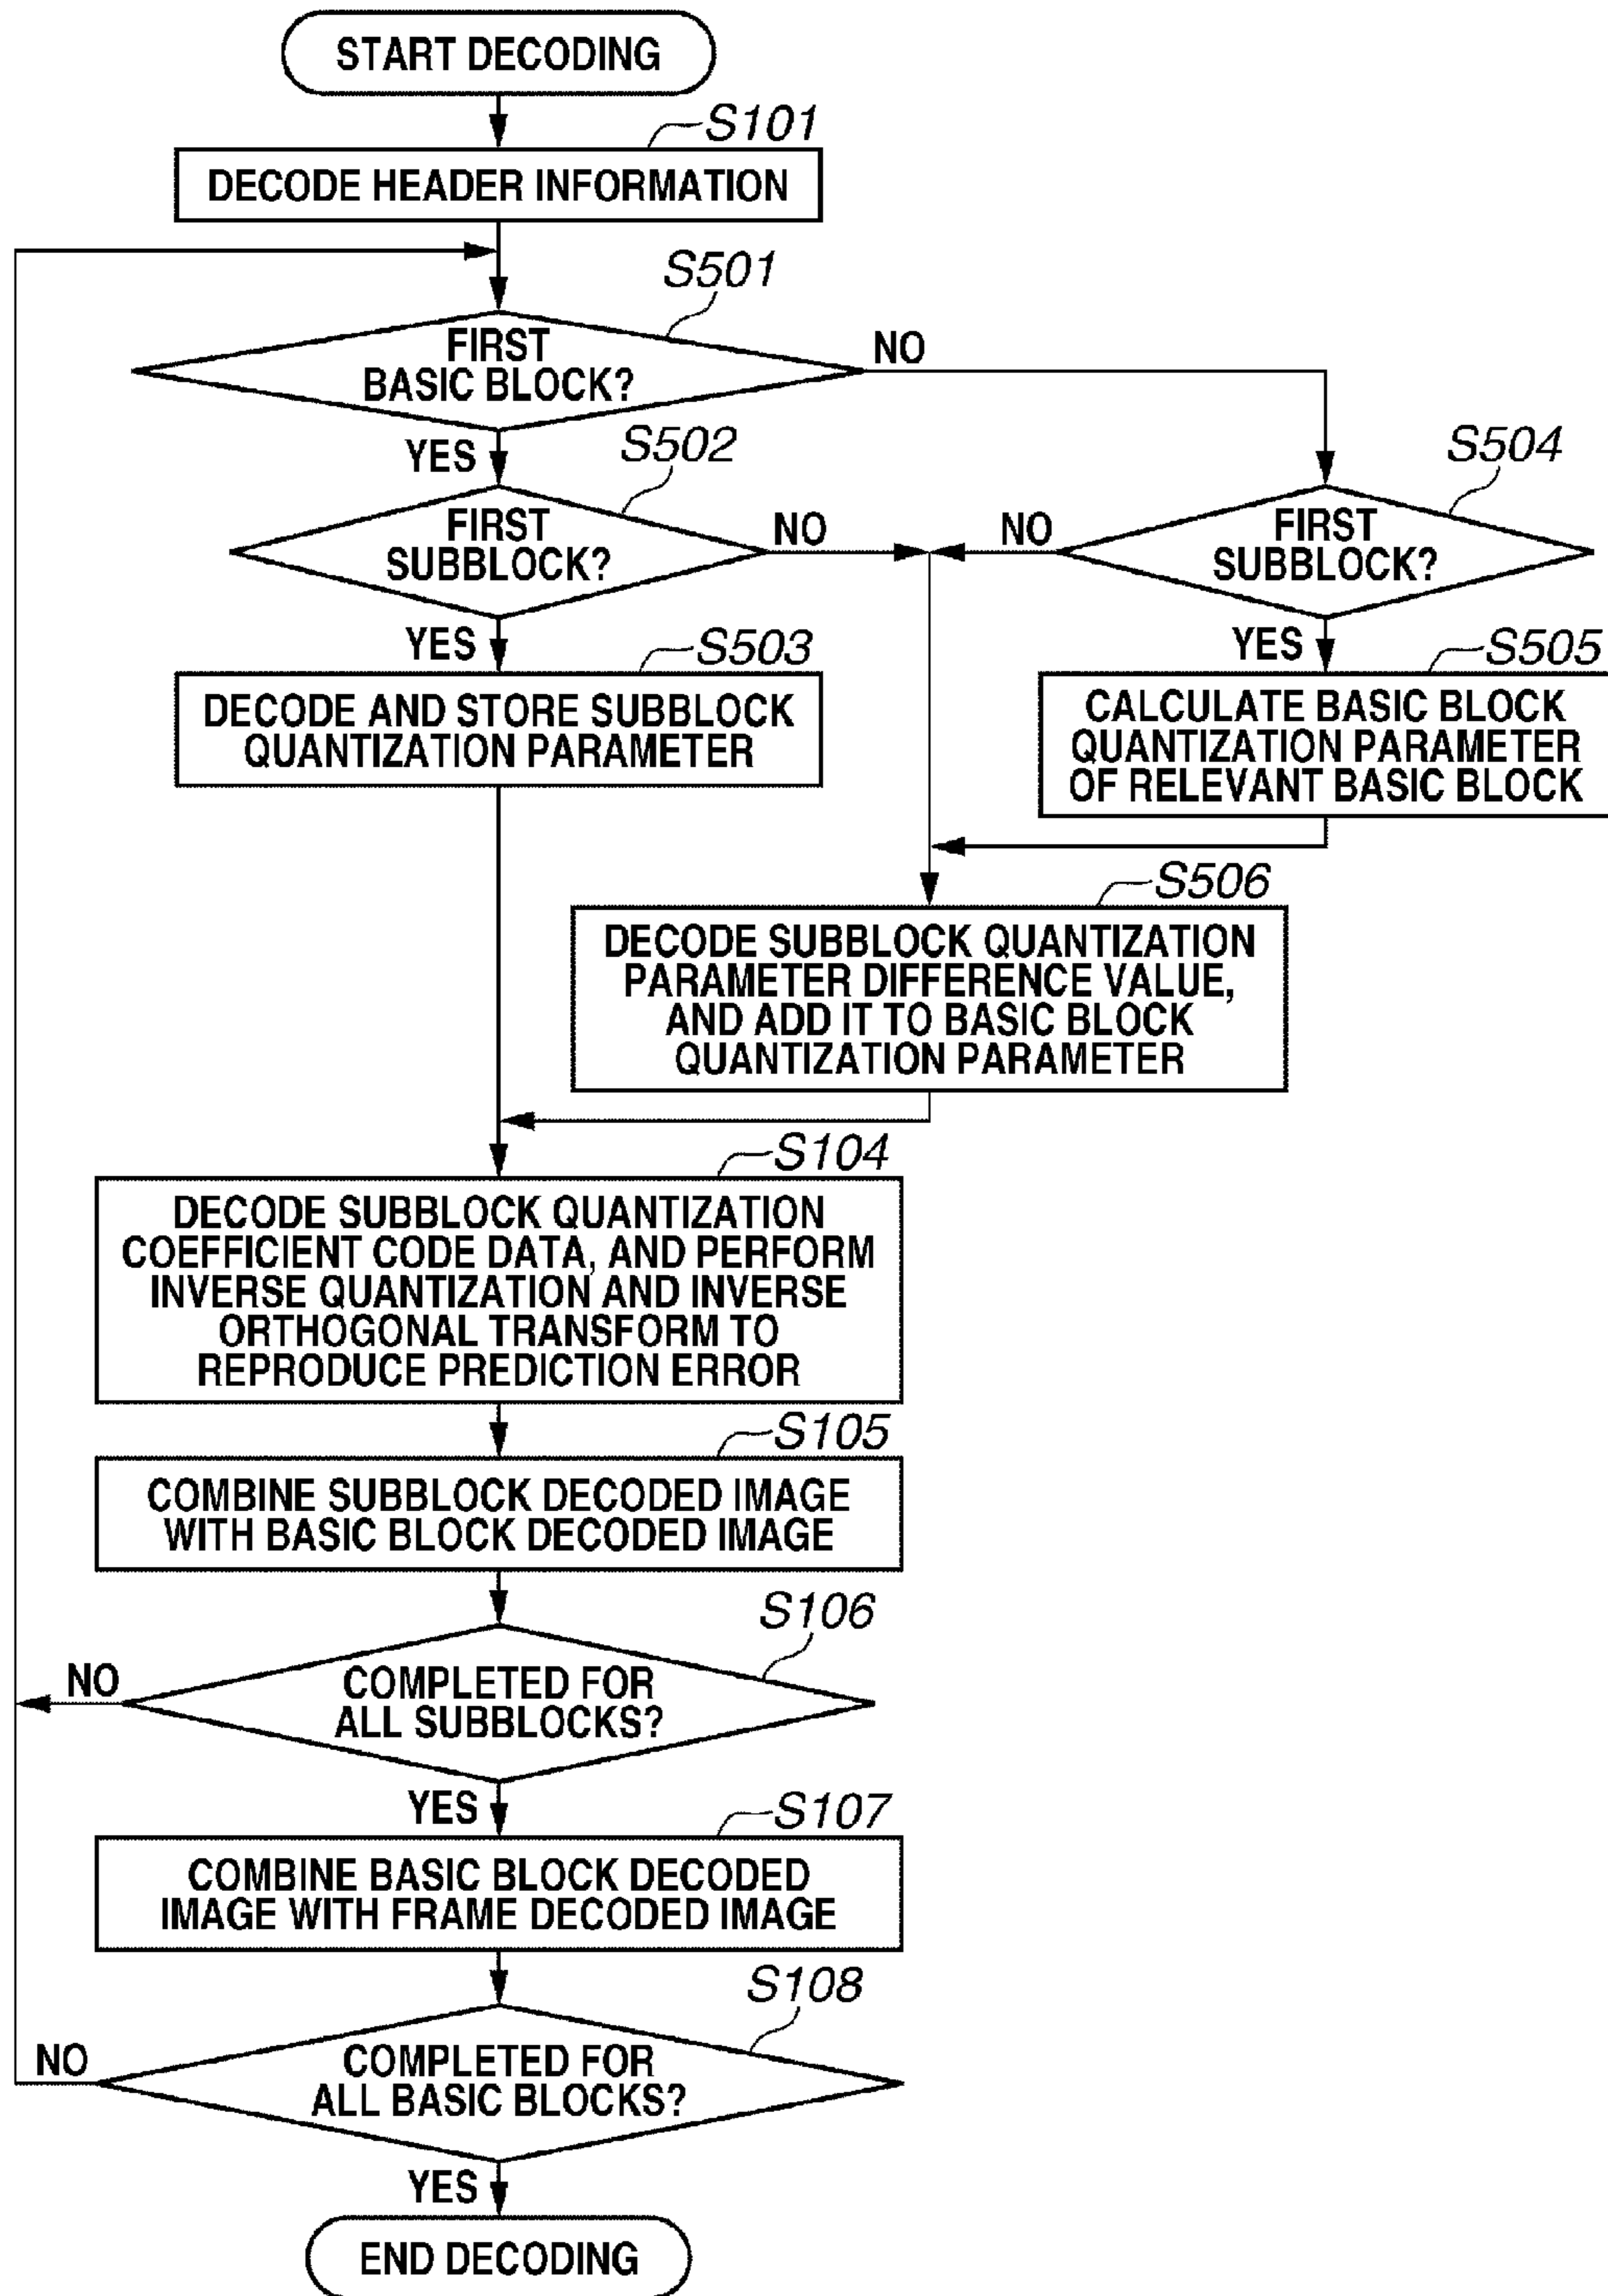 START DECODING
S101
DECODE HEADER INFORMATION
S501
FIRST
BASIC BLOCK?
NO
YES
S502
FIRST
SUBBLOCK?
NO
S504
NO
FIRST
SUBBLOCK?
YES
S503
DECODE AND STORE SUBBLOCK
QUANTIZATION PARAMETER
YES
S505
CALCULATE BASIC BLOCK
QUANTIZATION PARAMETER
OF RELEVANT BASIC BLOCK
S506
DECODE SUBBLOCK QUANTIZATION
PARAMETER DIFFERENCE VALUE,
AND ADD IT TO BASIC BLOCK
QUANTIZATION PARAMETER
S104
DECODE SUBBLOCK QUANTIZATION
COEFFICIENT CODE DATA, AND PERFORM
INVERSE QUANTIZATION AND INVERSE
ORTHOGONAL TRANSFORM TO
REPRODUCE PREDICTION ERROR
S105
COMBINE SUBBLOCK DECODED IMAGE
WITH BASIC BLOCK DECODED IMAGE
S106
NO
COMPLETED FOR
ALL SUBBLOCKS?
YES
S107
COMBINE BASIC BLOCK DECODED
IMAGE WITH FRAME DECODED IMAGE
S108
NO
COMPLETED FOR
ALL BASIC BLOCKS?
YES
END DECODING